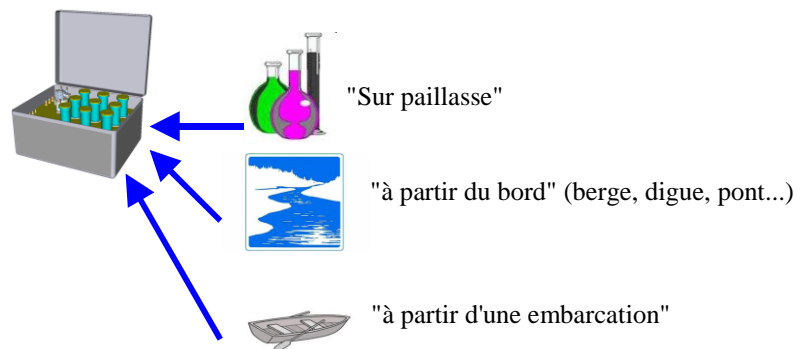 "Sur paillasse"
"à partir du bord" (berge, digue, pont...)
"à partir d'une embarcation"